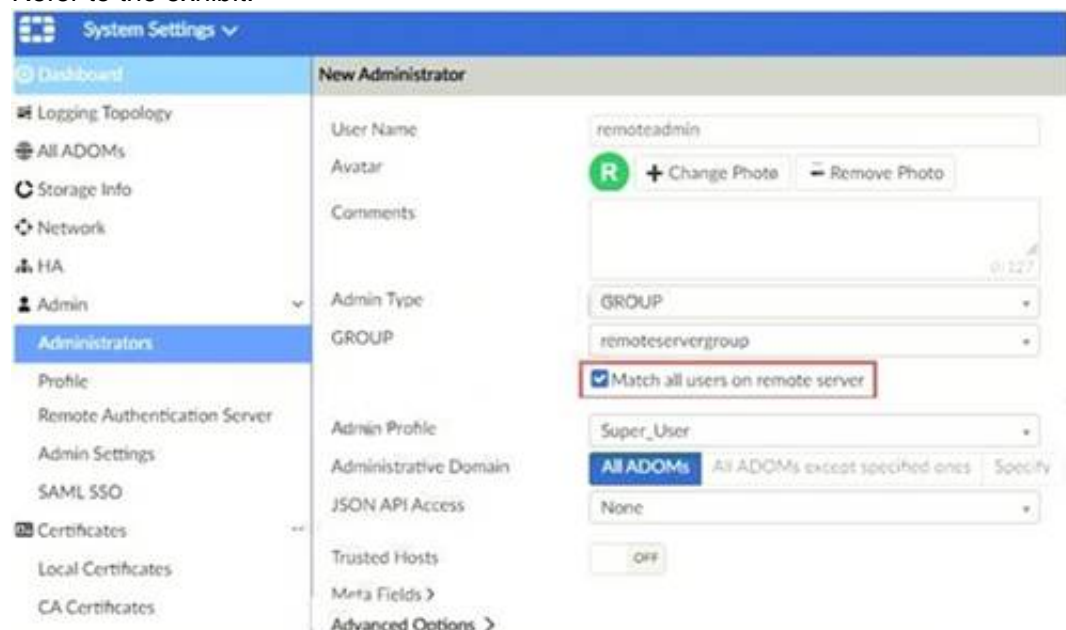 Refer to the exhibit.
System Settings
Dashboard
Logging Topology
All ADOMs
Storage Info
Network
HA
Admin
Administrators
Profile
Remote Authentication Server
Admin Settings
SAML SSO
Certificates
Local Certificates
CA Certificates
New Administrator
User Name
remoteadmin
Avatar
R + Change Photo Remove Photo
Comments
0/127
Admin Type
GROUP
GROUP
remoteservergroup
Match all users on remote server
Admin Profile
Super_User
Administrative Domain
All ADOMs All ADOMs except specified ones Specify
JSON API Access
None
Trusted Hosts
OFF
Meta Fields >
Advanced Options >